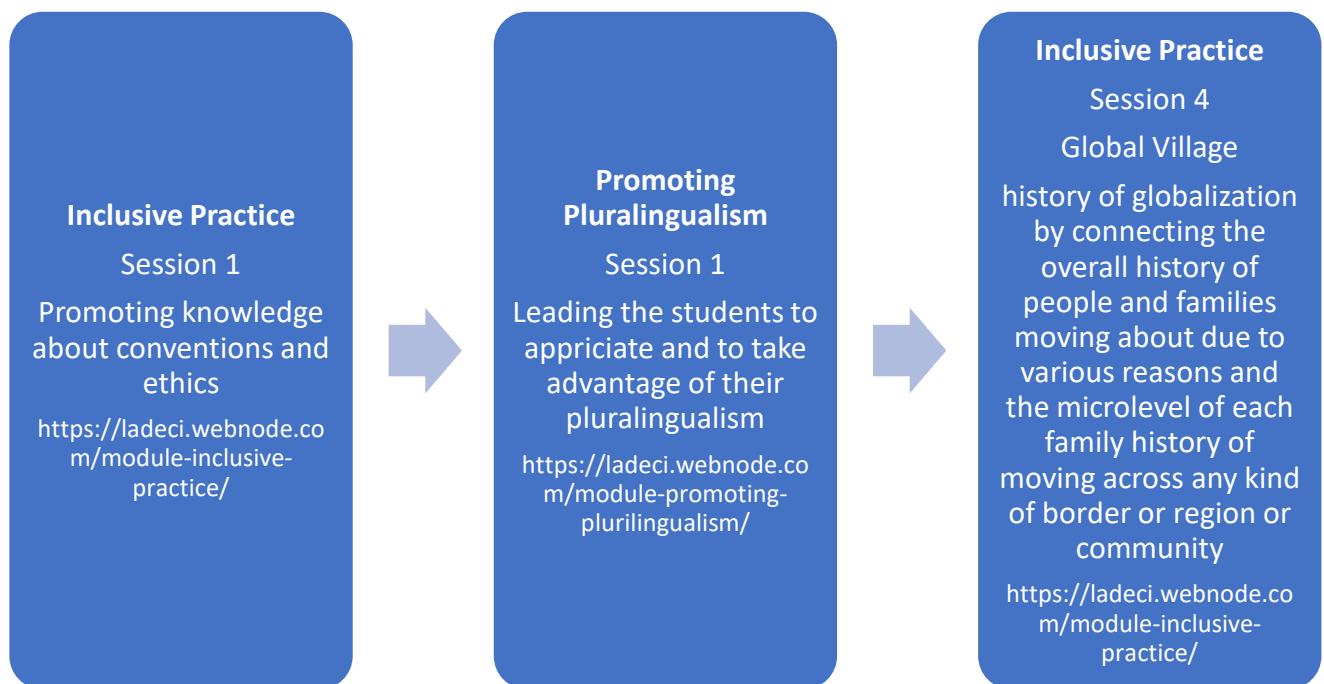 Inclusive Practice
Session 1
Promoting knowledge
about conventions and
ethics
https://ladeci.webnode.co
m/module-inclusive-
practice/
Promoting
Pluralingualism
Session 1
Leading the students to
appriciate and to take
advantage of their
pluralingualism
https://ladeci.webnode.co
m/module-promoting-
plurilingualism/
Inclusive Practice
Session 4
Global Village
history of globalization
by connecting the
overall history of
people and families
moving about due to
various reasons and
the microlevel of each
family history of
moving across any kind
of border or region or
community
https://ladeci.webnode.co
m/module-inclusive-
practice/